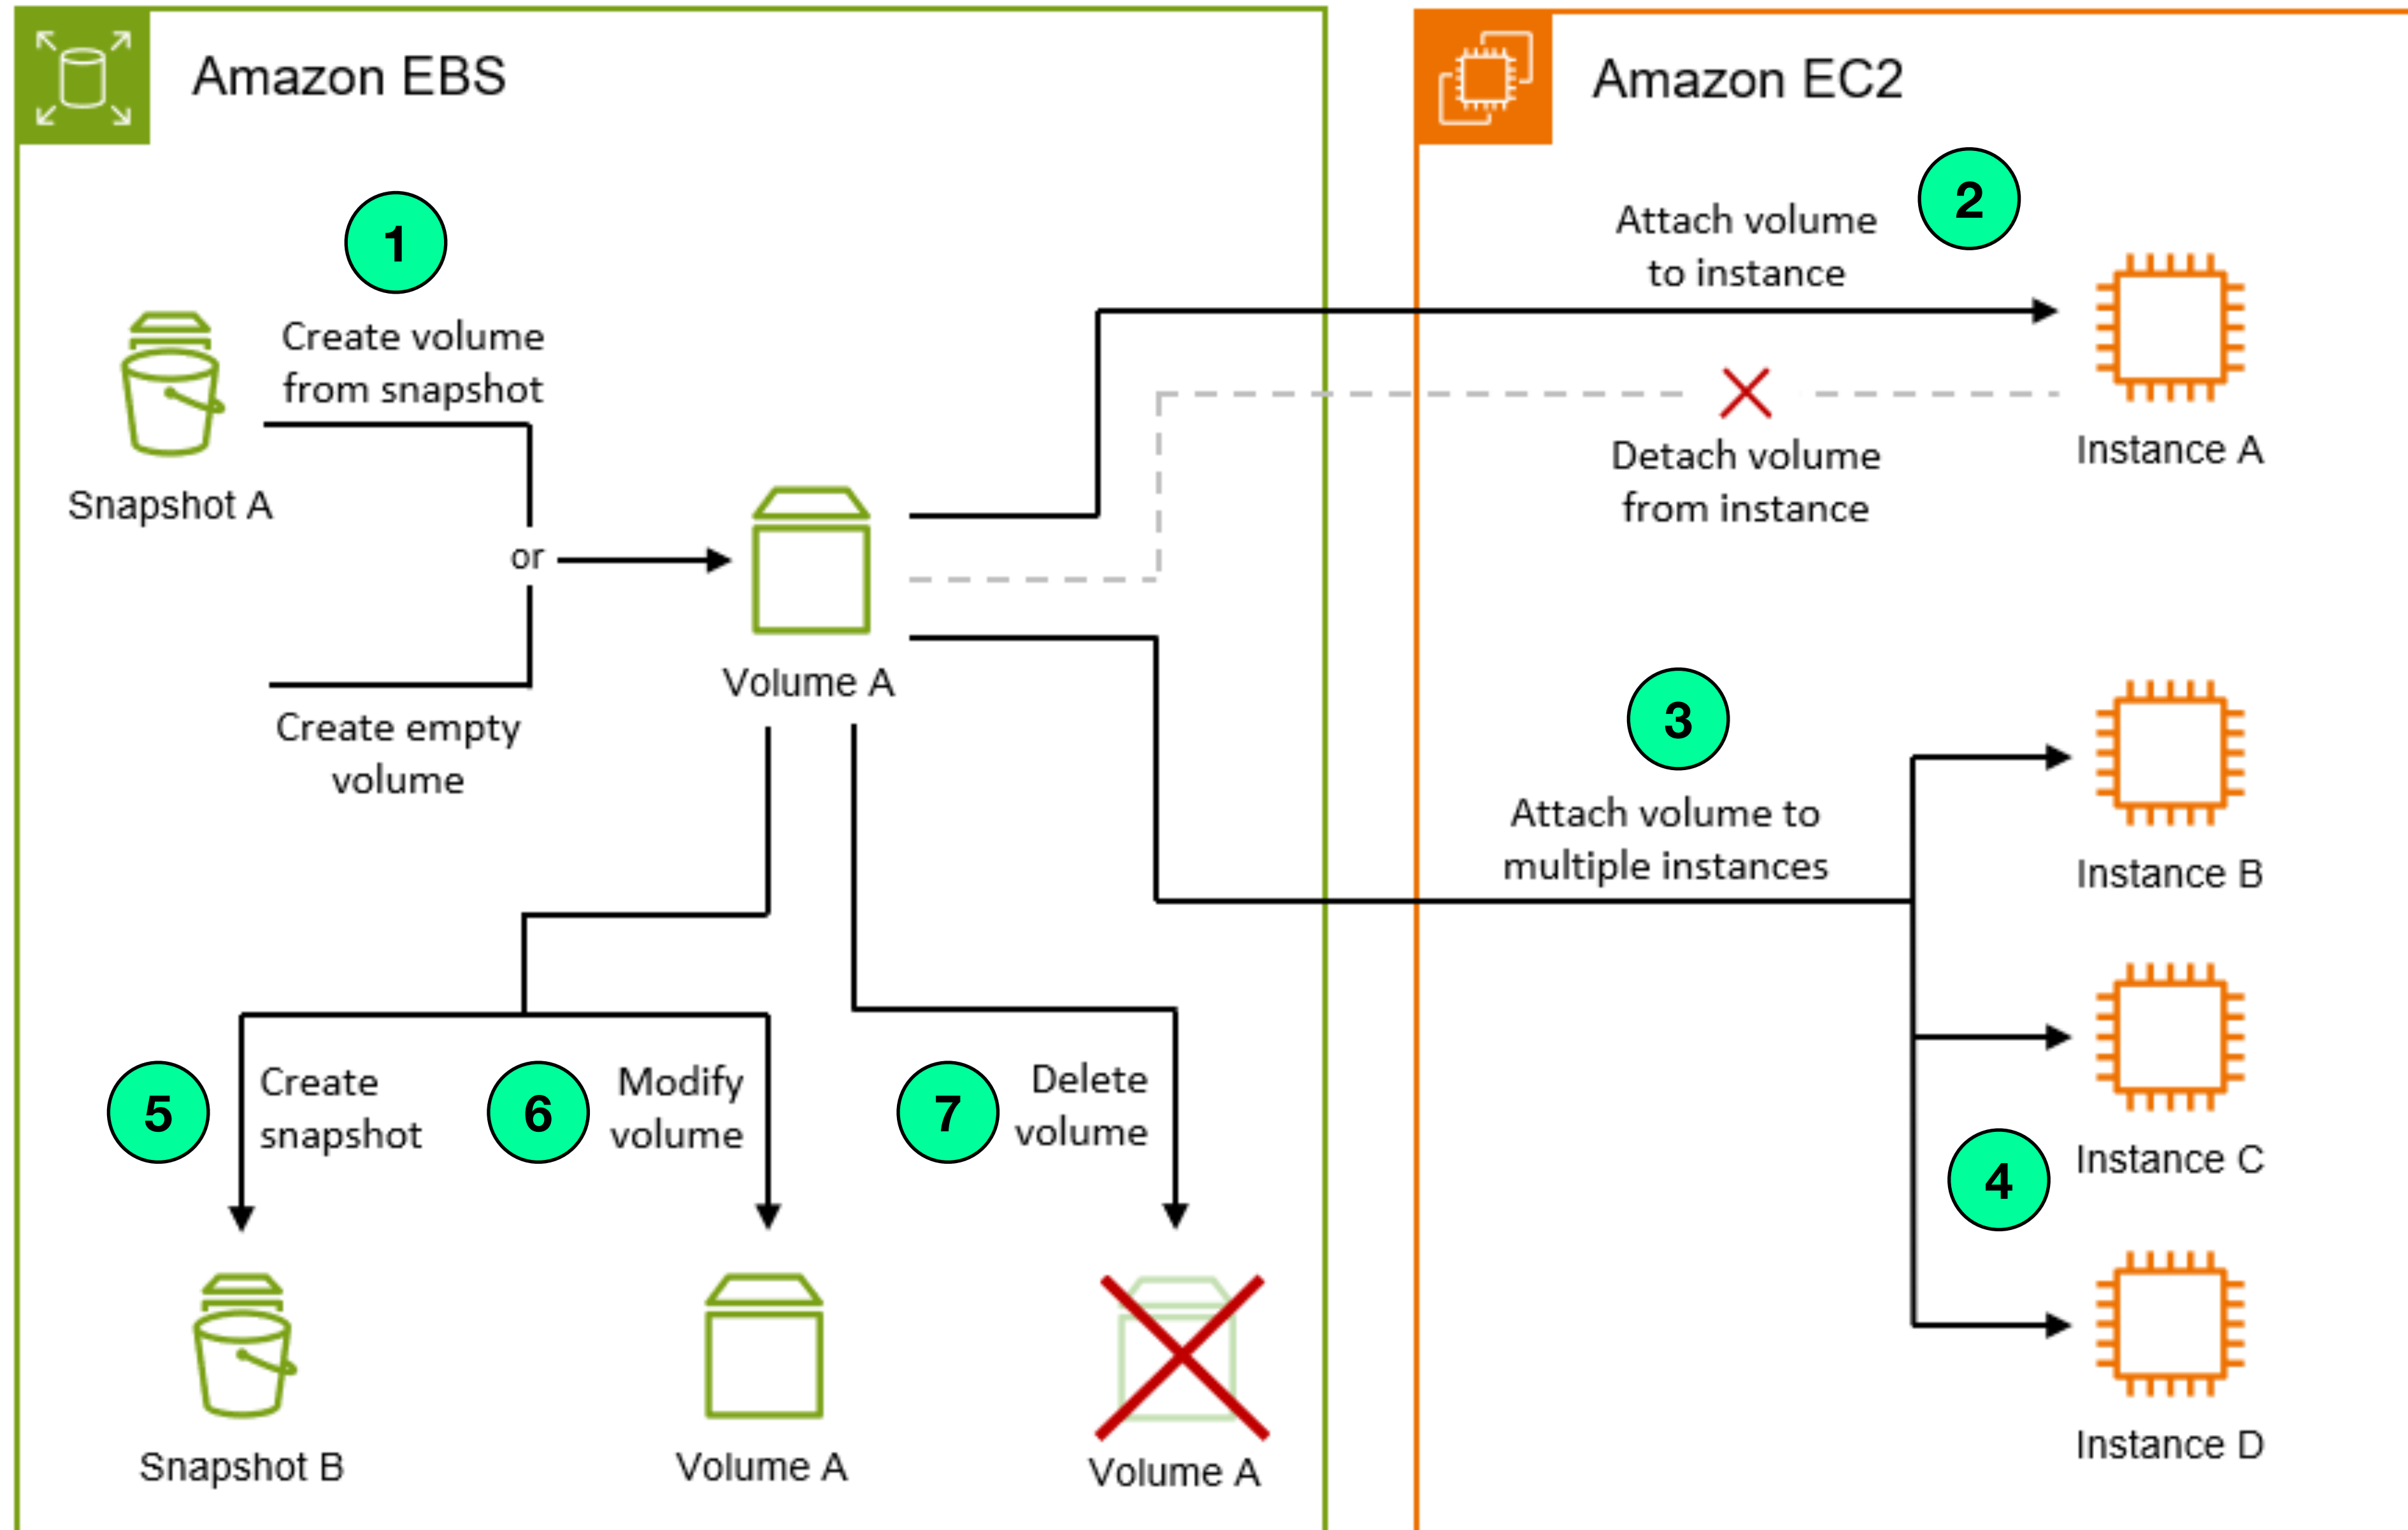 Amazon EBS
Amazon EC2
1
Create volume
from snapshot
Snapshot A
or
Create empty
volume
Volume A
2
Attach volume
to instance
Detach volume
from instance
Instance A
3
Attach volume to
multiple instances
Instance B
Instance C
4
Instance D
5
Create
snapshot
6
Modify
volume
7
Delete
volume
Snapshot B
Volume A
Volume A